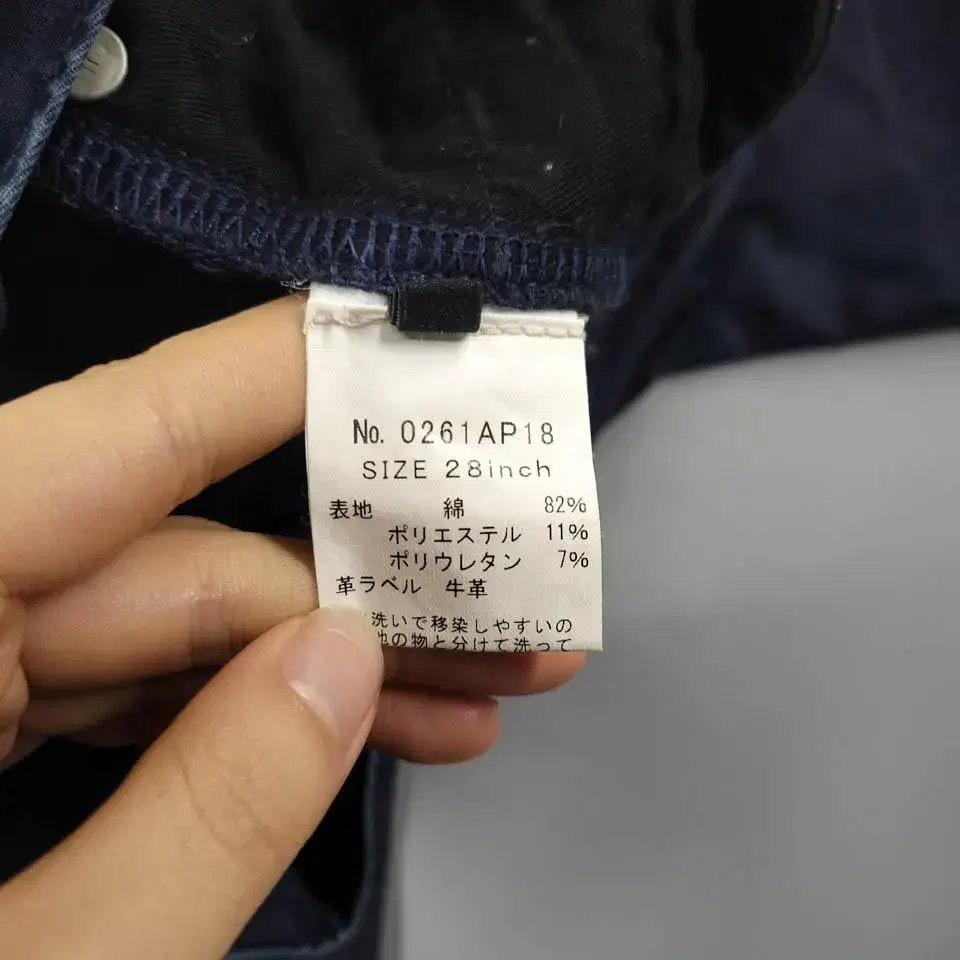 No. 0261AP18
SIZE 28inch
表地 綿 82%
ポリエステル 11%
ポリウレタン 7%
革ラベル 牛革
洗いで移染しやすいの
の物と分けて洗って